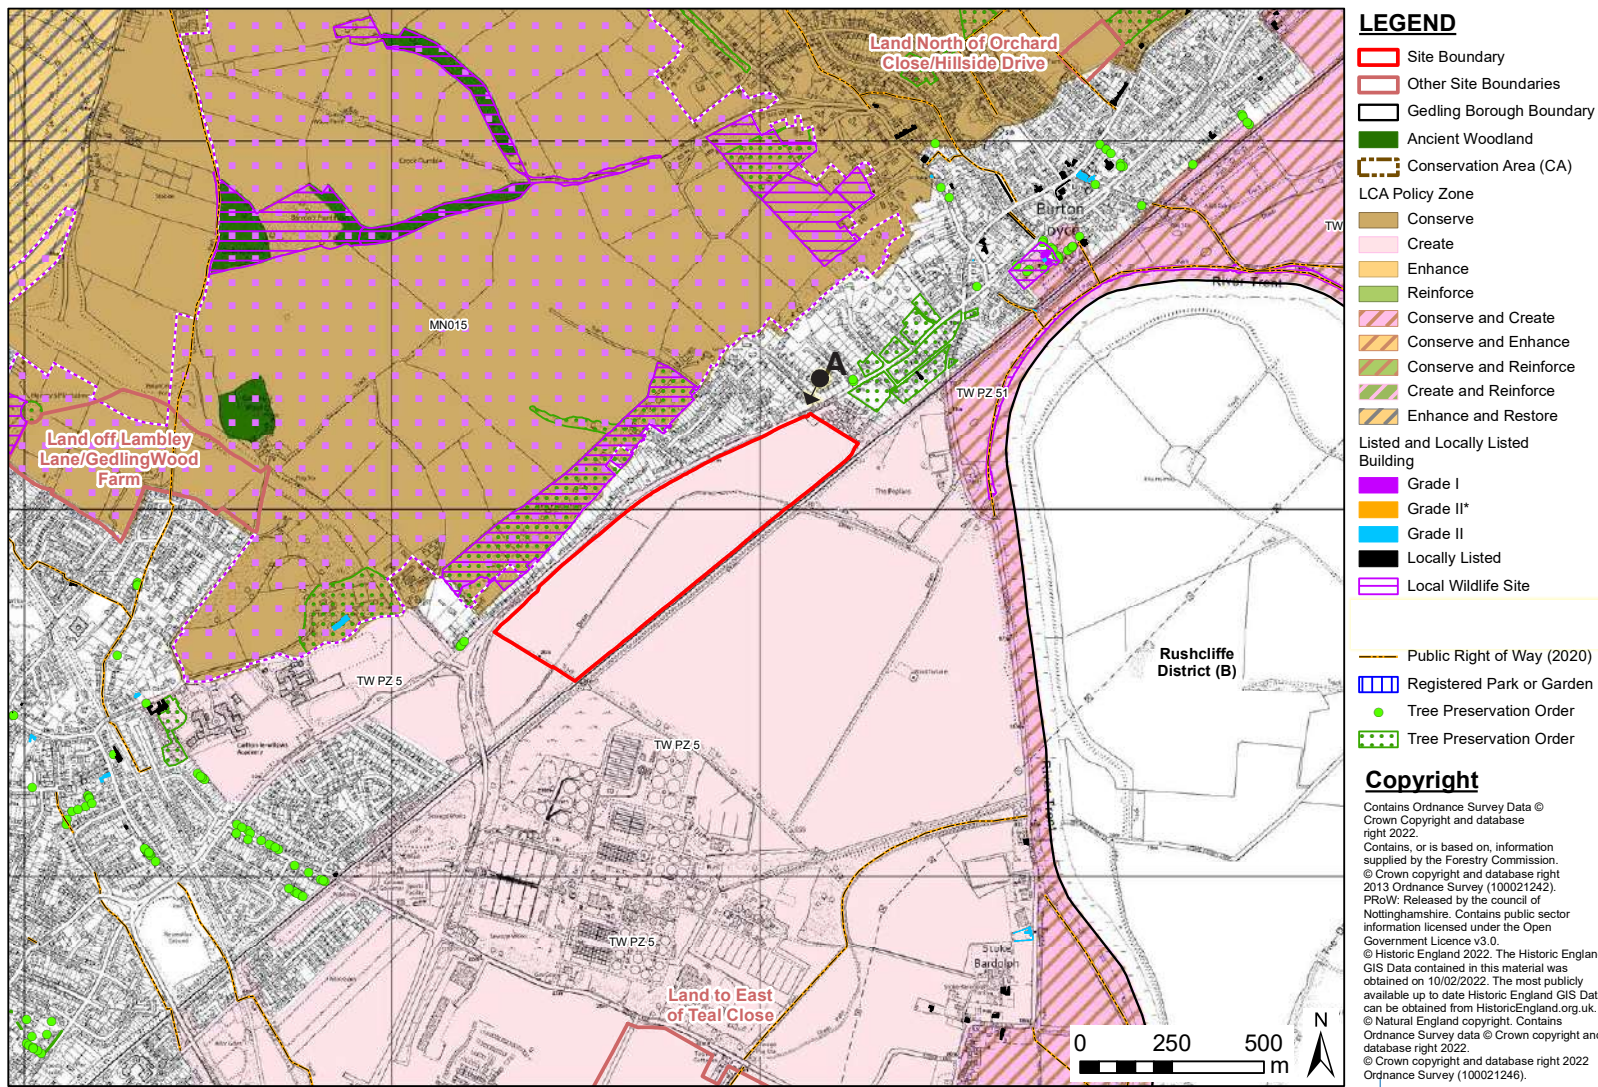 Land North of Orchard
Close/Hillside Drive
Burton
Joyce
River Trent
TW
MN015
A
TW PZ 51
Land off Lambley
Lane/GedlingWood
Farm
The Poplars
Rushcliffe
District (B)
TW PZ 5
TW PZ 5
Carlton le Willows
Academy
TW PZ 5
River Trent
Stoke
Bardolph
Land to East
of Teal Close
0 250 500
m
N
LEGEND
Site Boundary
Other Site Boundaries
Gedling Borough Boundary
Ancient Woodland
Conservation Area (CA)
LCA Policy Zone
Conserve
Create
Enhance
Reinforce
Conserve and Create
Conserve and Enhance
Conserve and Reinforce
Create and Reinforce
Enhance and Restore
Listed and Locally Listed
Building
Grade I
Grade II*
Grade II
Locally Listed
Local Wildlife Site
Public Right of Way (2020)
Registered Park or Garden
Tree Preservation Order
Tree Preservation Order
Copyright
Contains Ordnance Survey Data ©
Crown Copyright and database
right 2022.
Contains, or is based on, information
supplied by the Forestry Commission.
© Crown copyright and database right
2013 Ordnance Survey (100021242).
PRoW: Released by the council of
Nottinghamshire. Contains public sector
information licensed under the Open
Government Licence v3.0.
© Historic England 2022. The Historic Englan
GIS Data contained in this material was
obtained on 10/02/2022. The most publicly
available up to date Historic England GIS Dat
can be obtained from HistoricEngland.org.uk.
© Natural England copyright. Contains
Ordnance Survey data © Crown copyright an
database right 2022.
© Crown copyright and database right 2022
Ordnance Survey (100021246).